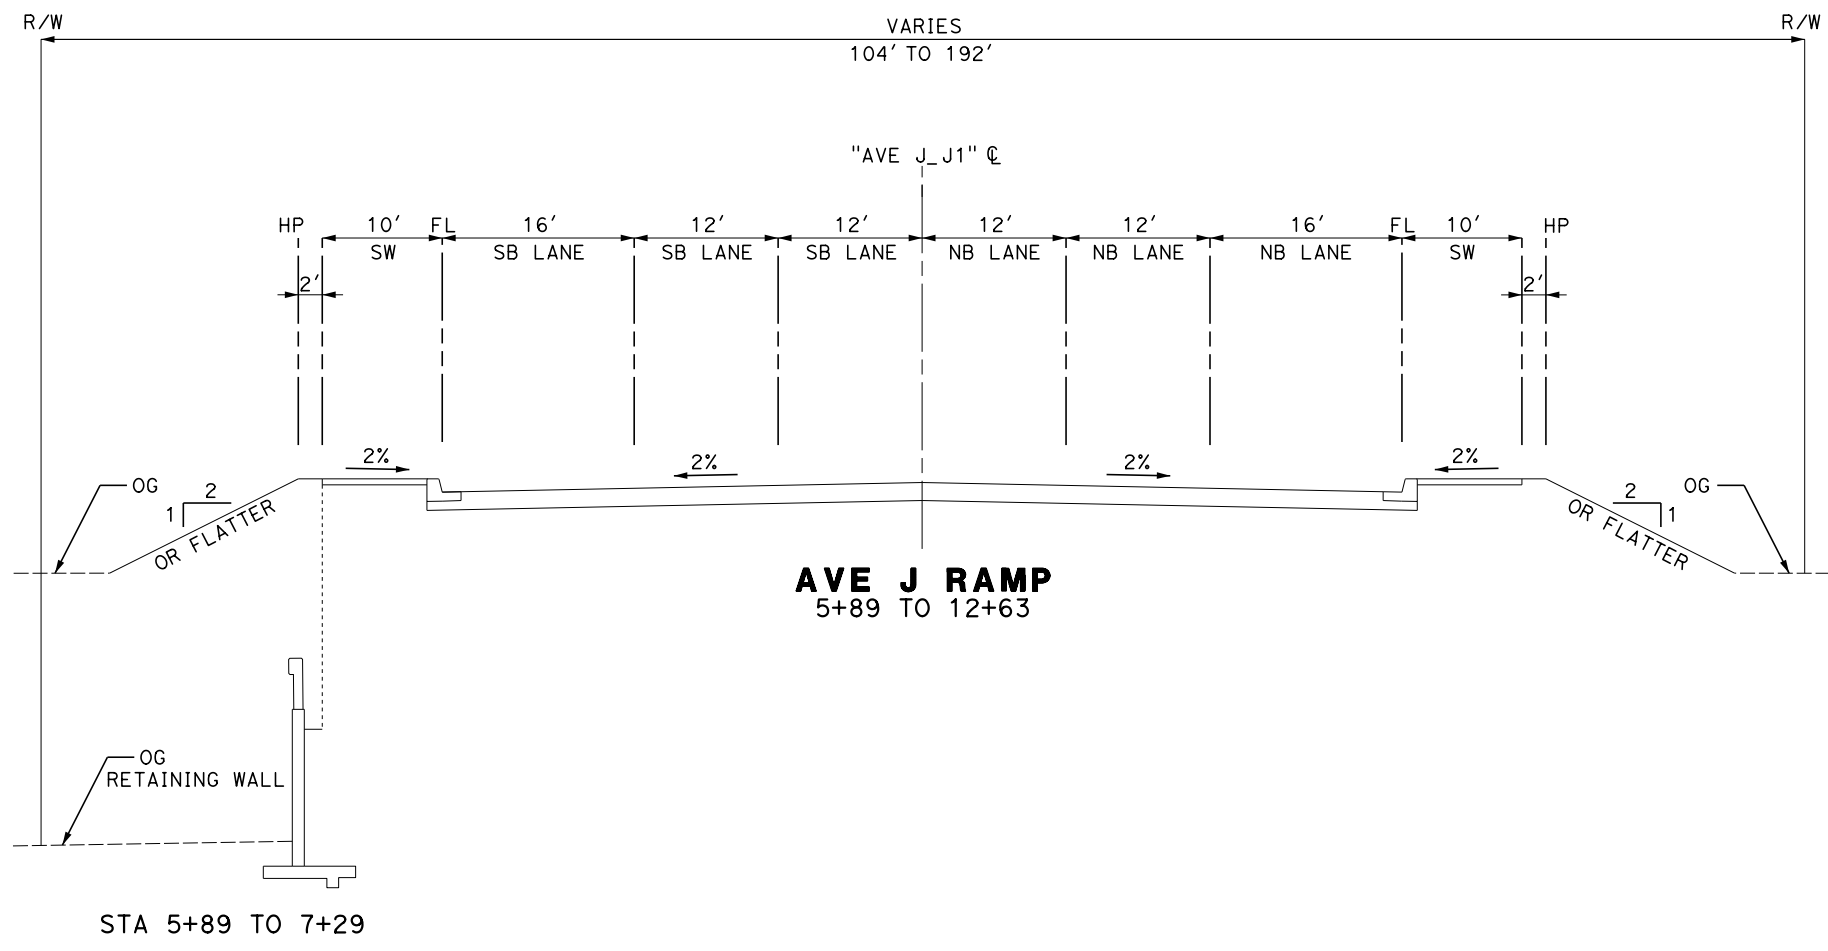 R/W
VARIES
R/W
104' TO 192'
"AVE J_J1" ℄
HP
10'
FL
16'
12'
12'
12'
12'
16'
FL
10'
HP
SW
SB LANE
SB LANE
SB LANE
NB LANE
NB LANE
NB LANE
SW
2'
2'
2%
2%
2%
2%
OG
2
1
OR FLATTER
2
1
OR FLATTER
OG
AVE J RAMP
5+89 TO 12+63
OG
RETAINING WALL
STA 5+89 TO 7+29